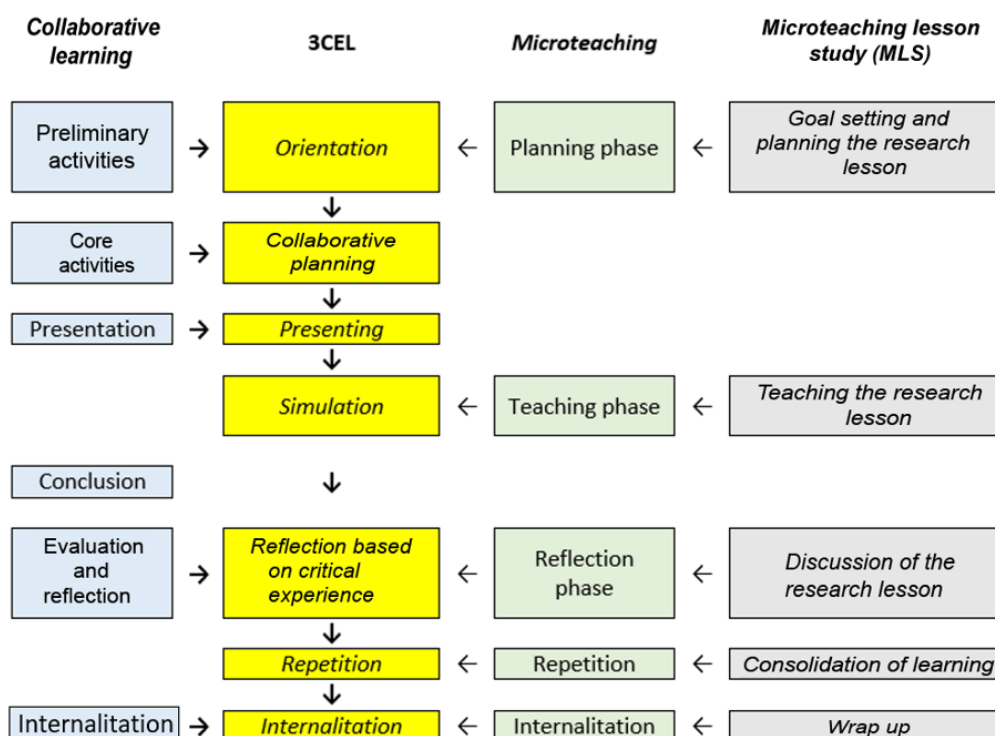 Collaborative
learning
3CEL
Microteaching
Microteaching lesson
study (MLS)
Preliminary
activities
Orientation
Planning phase
Goal setting and
planning the research
lesson
Core
activities
Collaborative
planning
Presentation
Presenting
Simulation
Teaching phase
Teaching the research
lesson
Conclusion
Evaluation
and
reflection
Reflection based
on critical
experience
Reflection
phase
Discussion of the
research lesson
Repetition
Repetition
Consolidation of learning
Internalitation
Internalitation
Internalitation
Wrap up